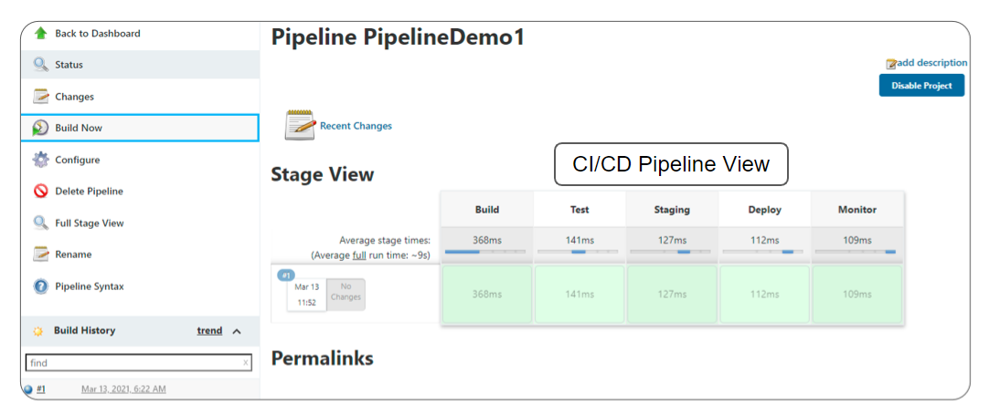 Back to Dashboard
Status
Changes
Build Now
Configure
Delete Pipeline
Full Stage View
Rename
Pipeline Syntax
Build History trend
find x
#1 Mar 13, 2021, 6:22 AM
Pipeline PipelineDemo1
add description
Disable Project
Recent Changes
CI/CD Pipeline View
Stage View
Build Test Staging Deploy Monitor
Average stage times: 368ms 141ms 127ms 112ms 109ms
(Average full run time: ~9s)
#1
Mar 13 No
11:52 Changes
368ms 141ms 127ms 112ms 109ms
Permalinks